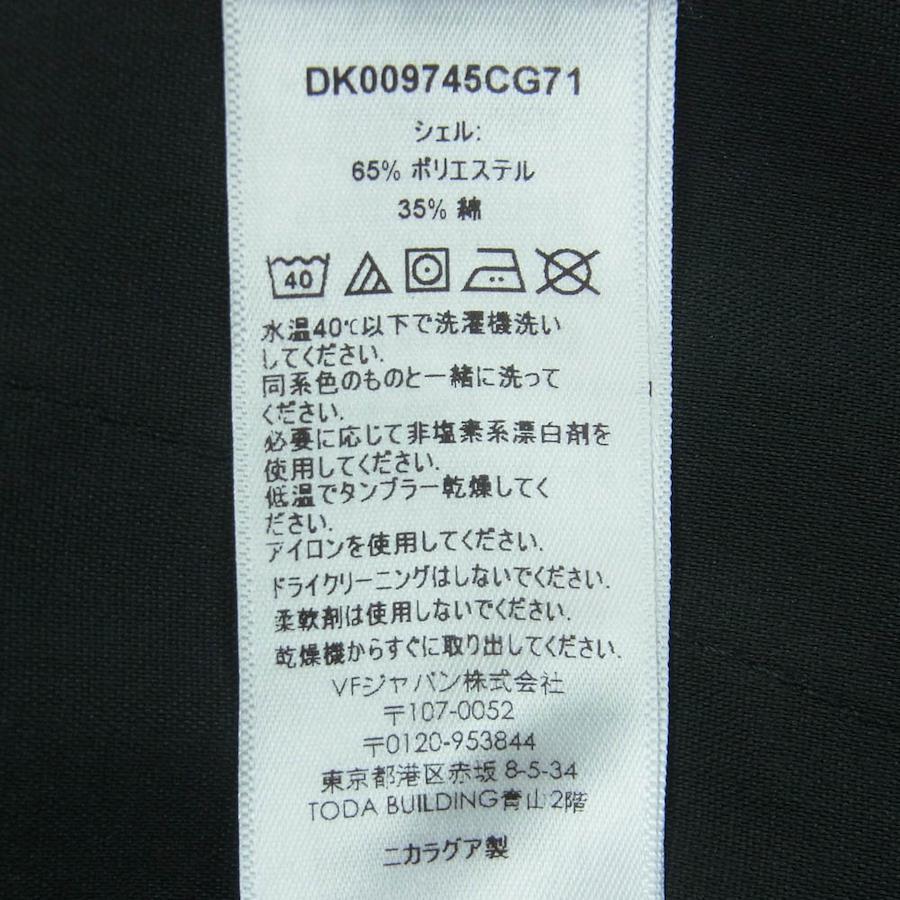 DK009745CG71
シェル:
65% ポリエステル
35% 綿
40
水温40℃以下で洗濯機洗い
してください.
同系色のものと一緒に洗って
ください.
必要に応じて非塩素系漂白剤を
使用してください.
低温でタンブラー乾燥してく
ださい.
アイロンを使用してください.
ドライクリーニングはしないでください.
柔軟剤は使用しないでください.
乾燥機からすぐに取り出してください.
VFジャパン株式会社
〒107-0052
〒0120-953844
東京都港区赤坂 8-5-34
TODA BUILDING青山2階
ニカラグア製